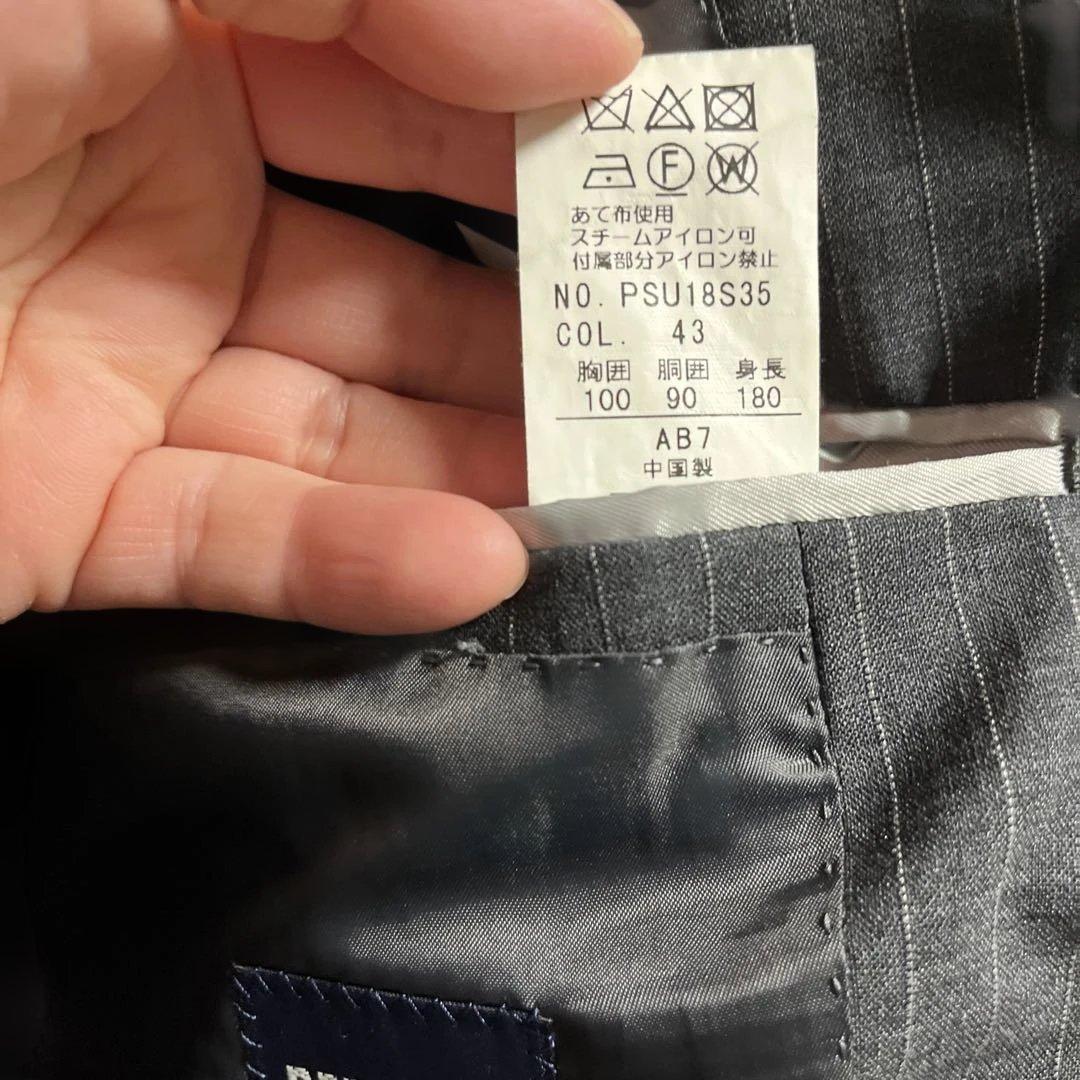 F W
あて布使用
スチームアイロン可
付属部分アイロン禁止
NO. PSU18S35
COL. 43
胸囲 胴囲 身長
100 90 180
AB7
中国製